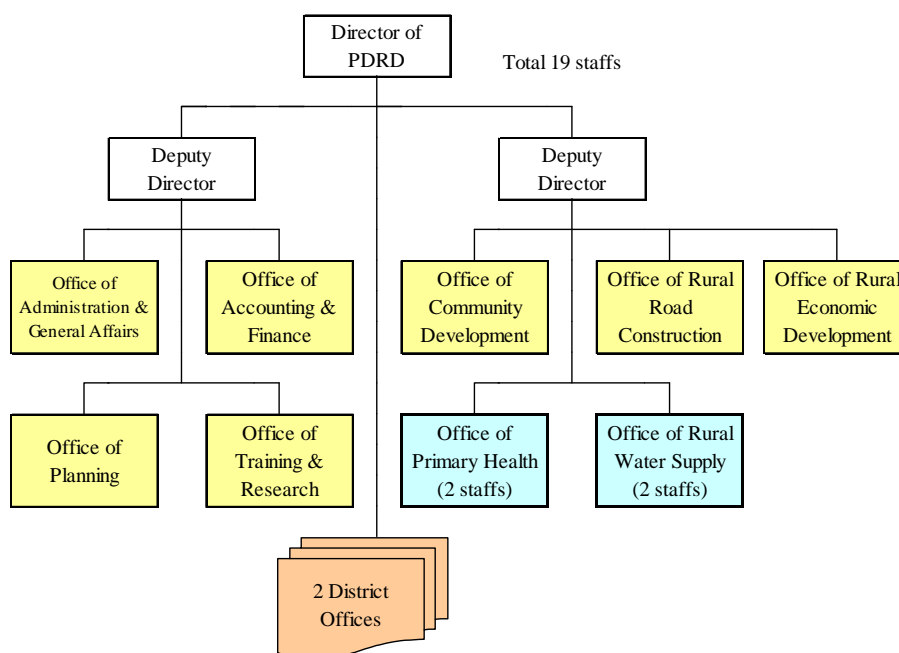 Director of
PDRD
Total 19 staffs
Deputy
Director
Deputy
Director
Office of
Administration &
General Affairs
Office of
Accounting &
Finance
Office of
Community
Development
Office of Rural
Road
Construction
Office of Rural
Economic
Development
Office of
Planning
Office of
Training &
Research
Office of
Primary Health
(2 staffs)
Office of Rural
Water Supply
(2 staffs)
2 District
Offices